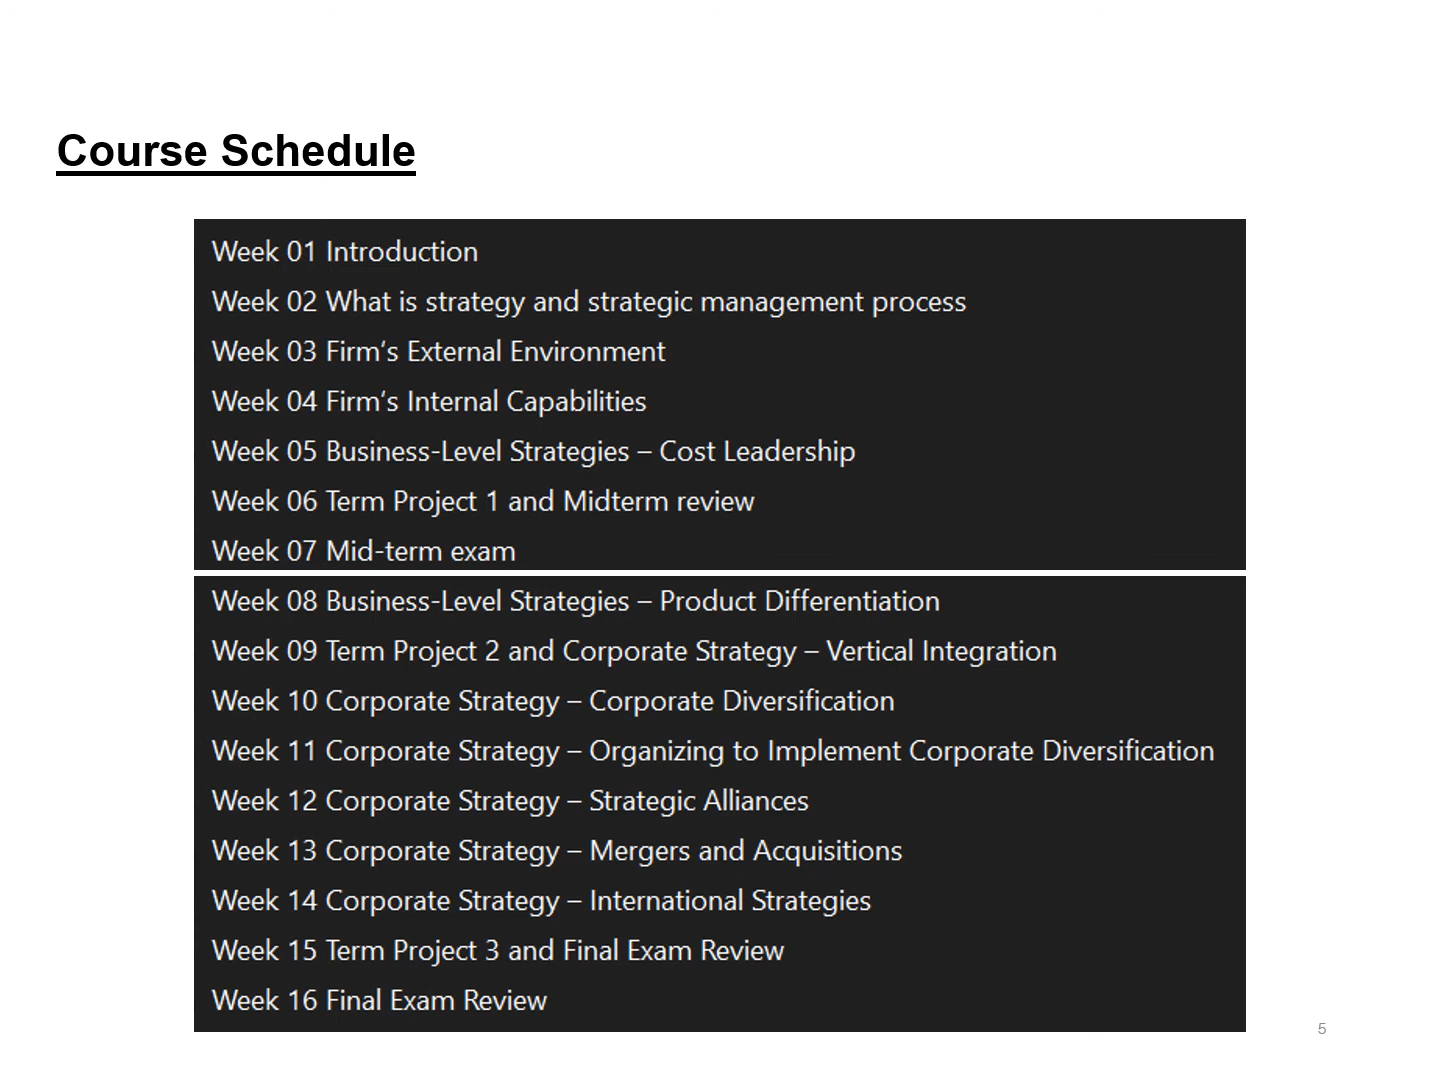 Course Schedule
Week 01 Introduction
Week 02 What is strategy and strategic management process
Week 03 Firm’s External Environment
Week 04 Firm’s Internal Capabilities
Week 05 Business-Level Strategies – Cost Leadership
Week 06 Term Project 1 and Midterm review
Week 07 Mid-term exam
Week 08 Business-Level Strategies – Product Differentiation
Week 09 Term Project 2 and Corporate Strategy – Vertical Integration
Week 10 Corporate Strategy – Corporate Diversification
Week 11 Corporate Strategy – Organizing to Implement Corporate Diversification
Week 12 Corporate Strategy – Strategic Alliances
Week 13 Corporate Strategy – Mergers and Acquisitions
Week 14 Corporate Strategy – International Strategies
Week 15 Term Project 3 and Final Exam Review
Week 16 Final Exam Review
5